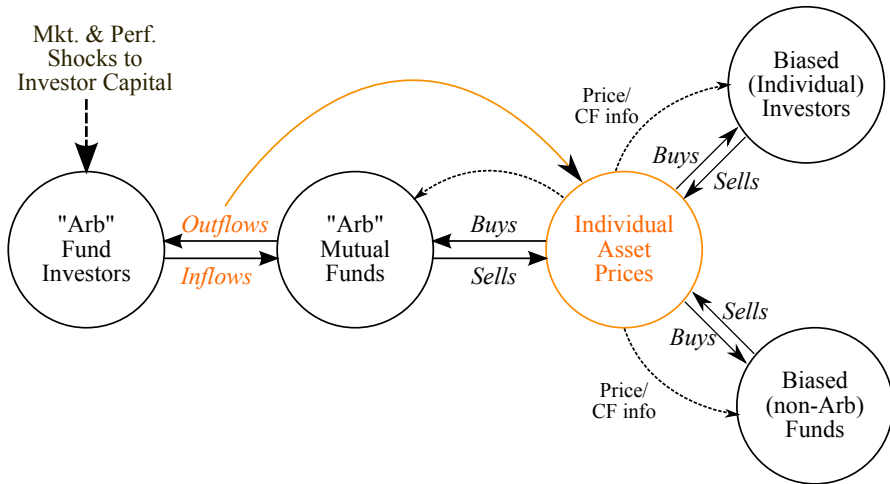 Mkt. & Perf.
Shocks to
Investor Capital
"Arb"
Fund
Investors
Outflows
Inflows
"Arb"
Mutual
Funds
Buys
Sells
Individual
Asset
Prices
Price/
CF info
Buys
Sells
Biased
(Individual)
Investors
Sells
Buys
Price/
CF info
Biased
(non-Arb)
Funds